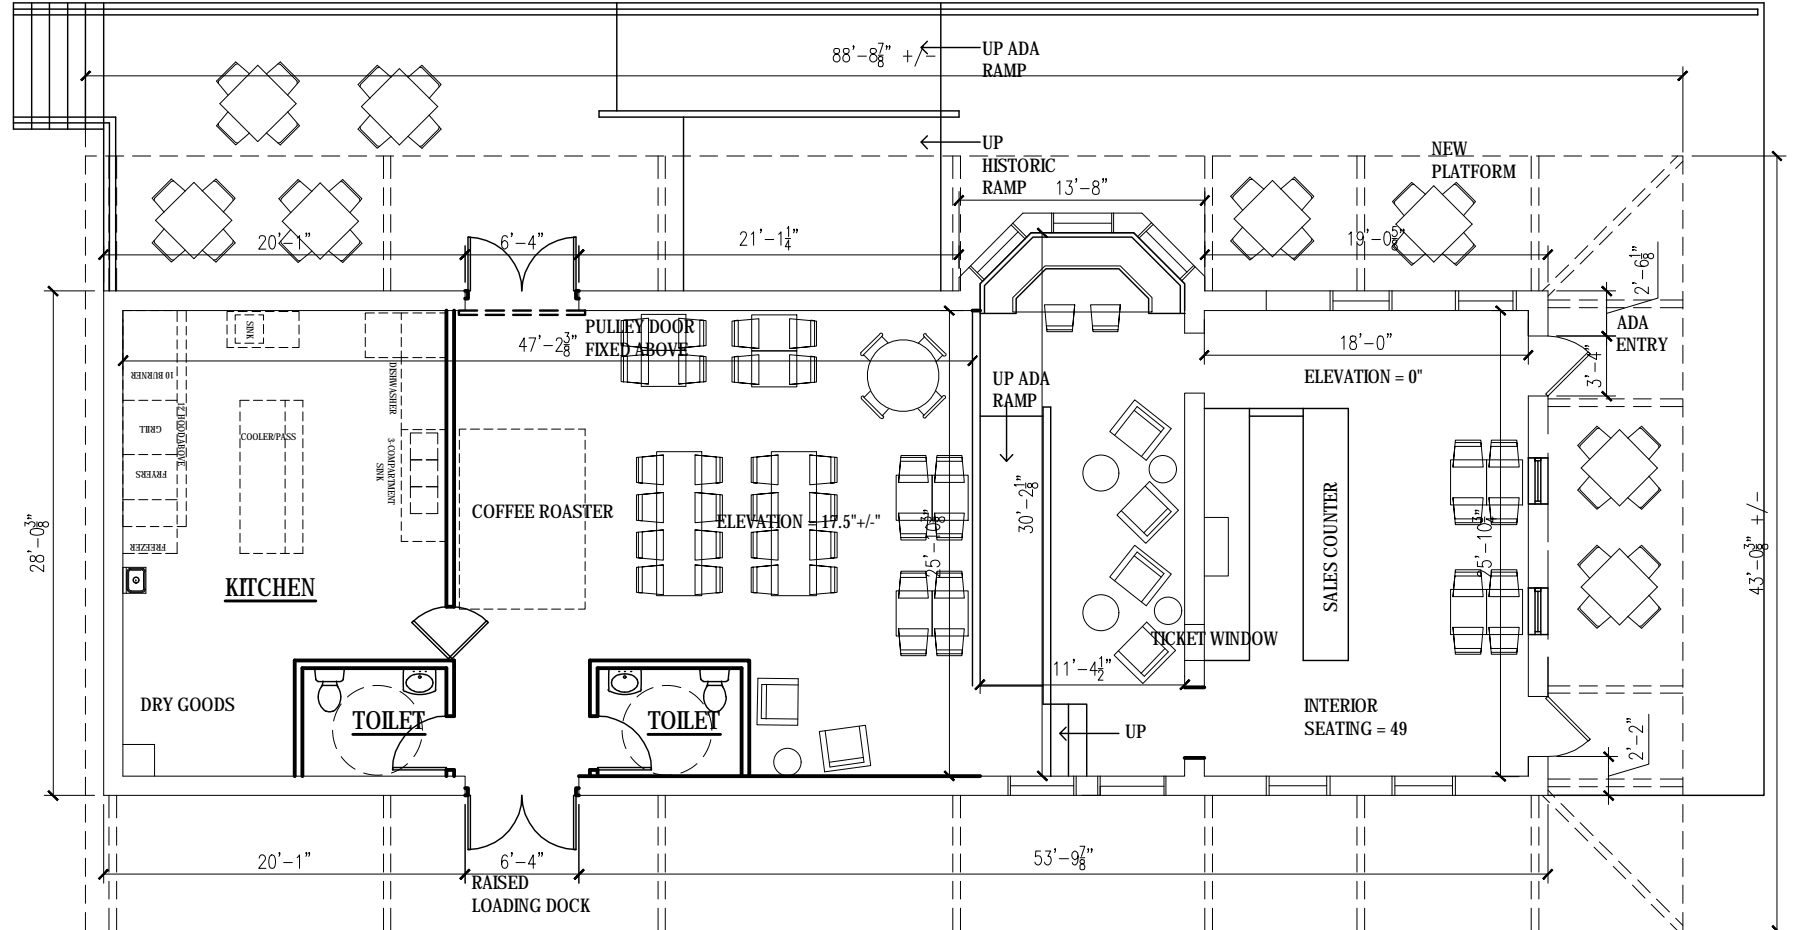 88'-8⅞" +/-
UP ADA
RAMP
UP
HISTORIC
RAMP
NEW
PLATFORM
13'-8"
20'-1"
6'-4"
21'-1¼"
19'-0⅝"
2'-6⅛"
PULLEY DOOR
FIXED ABOVE
47'-2⅜"
18'-0"
ADA
ENTRY
3'-4"
ELEVATION = 0"
UP ADA
RAMP
SINK
10 BURNER
GRILL
FRYERS
FREEZER
12' HOOD ABOVE
COOLER/PASS
DISHWASHER
3-COMPARTMENT
SINK
COFFEE ROASTER
ELEVATION = 17.5"+/-"
30'-2⅛"
SALES COUNTER
28'-0⅜"
43'-0⅜" +/-
KITCHEN
TICKET WINDOW
11'-4½"
DRY GOODS
TOILET
TOILET
INTERIOR
SEATING = 49
UP
2'-2"
20'-1"
6'-4"
53'-9⅞"
RAISED
LOADING DOCK